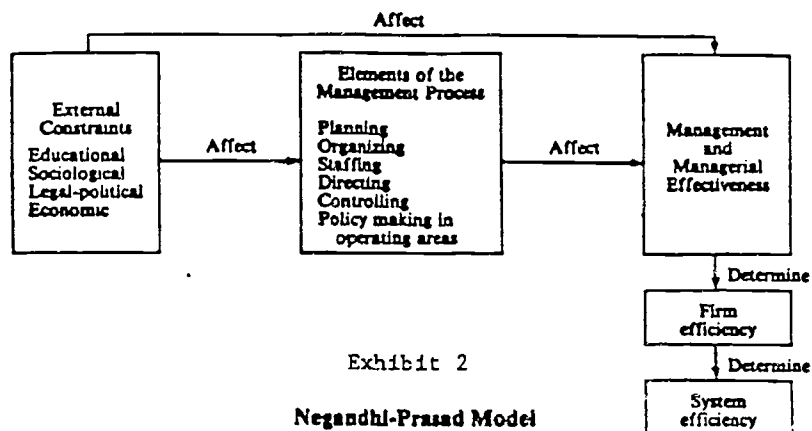 Affect
External
Constraints
Educational
Sociological
Legal-political
Economic
Affect
Elements of the
Management Process
Planning
Organizing
Staffing
Directing
Controlling
Policy making in
operating areas
Affect
Management
and
Managerial
Effectiveness
Determine
Firm
efficiency
Determine
System
efficiency
Exhibit 2
Negandhi-Prasad Model